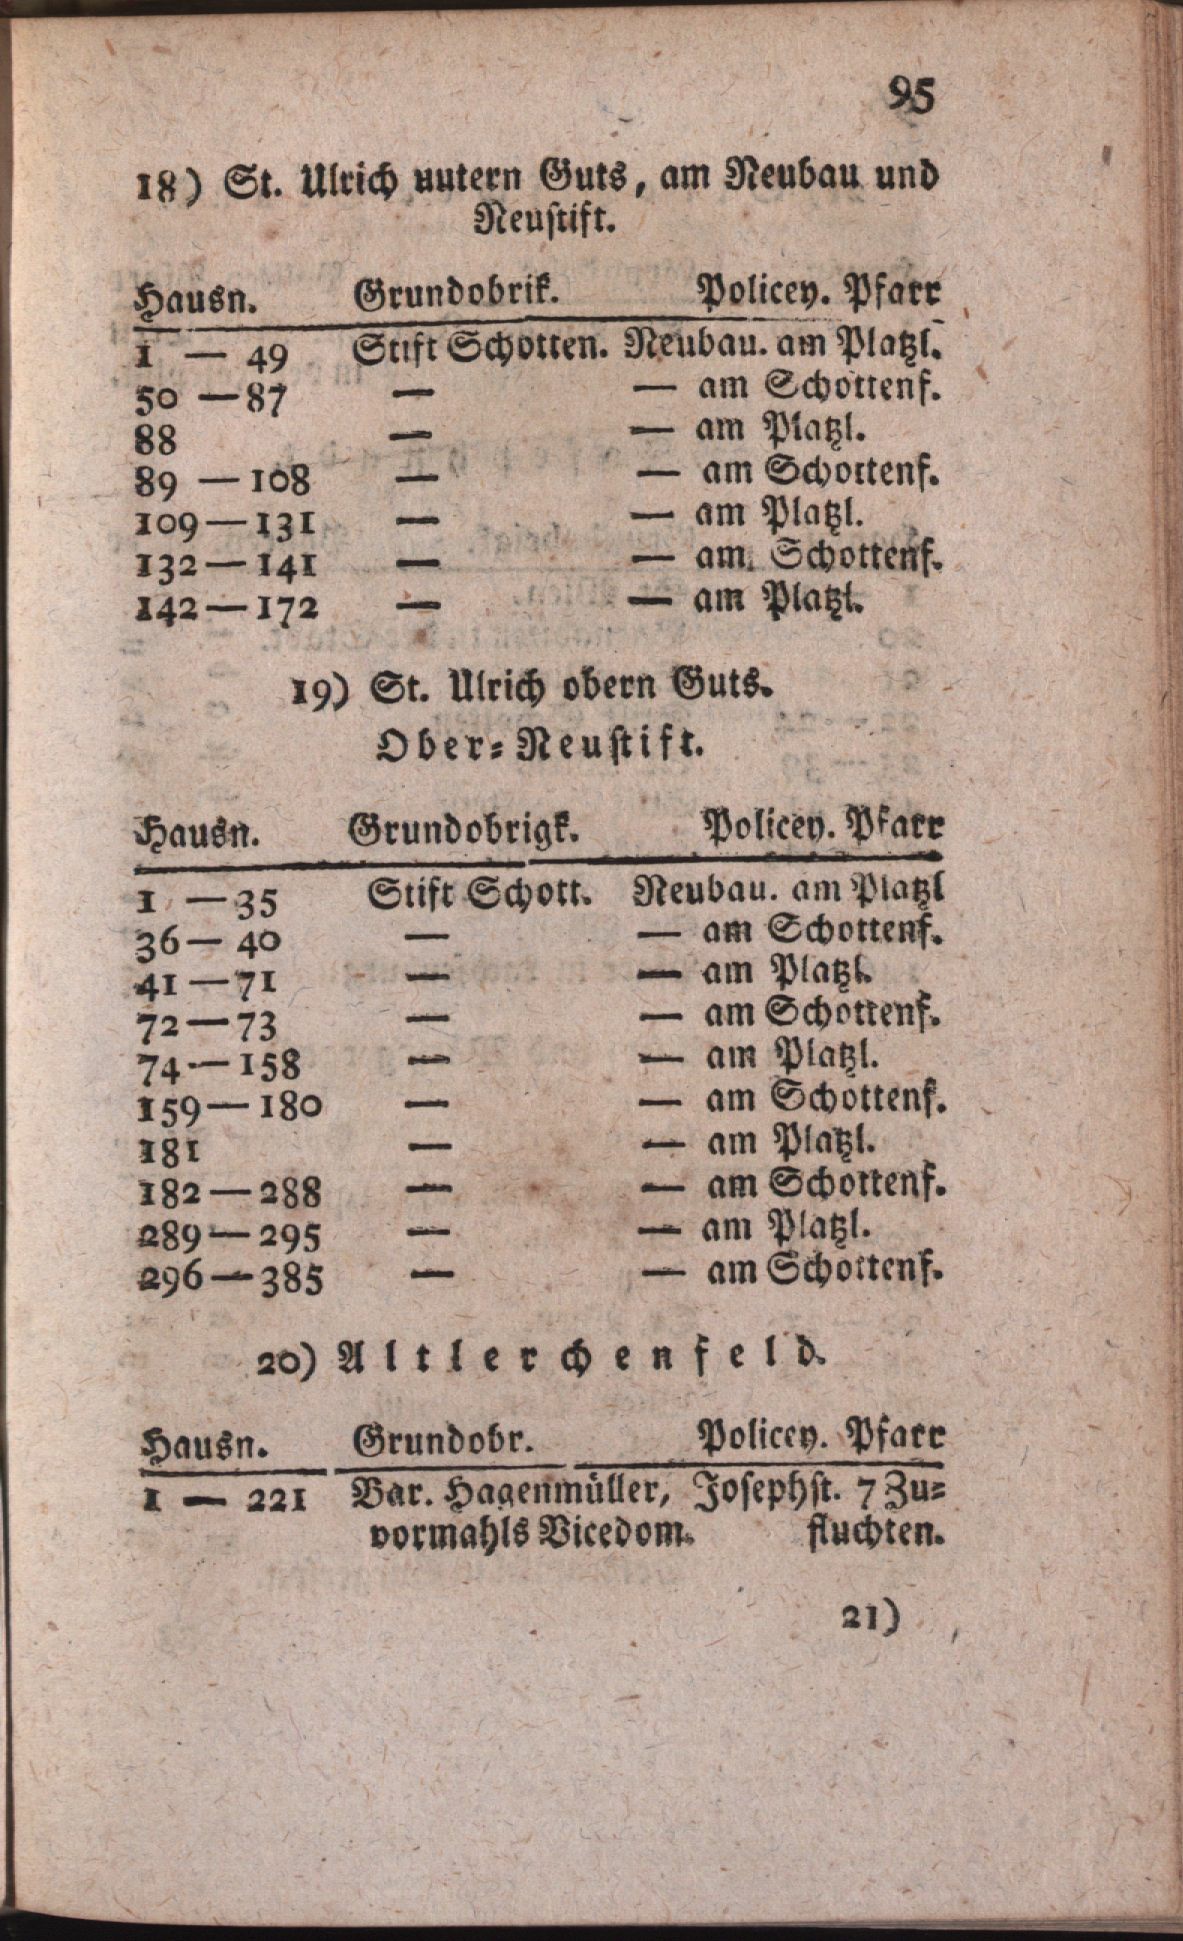 95
18) St. Ulrich uutern Guts, am Neubau und
Neustift.
Hausn. Grundobrik. Policey. Pfarr
1 — 49 Stift Schotten. Neubau. am Platzl.
50 — 87 — — am Schottenf.
88 — — am Platzl.
89 — 108 — — am Schottenf.
109 — 131 — — am Platzl.
132 — 141 — — am Schottenf.
142 — 172 — — am Platzl.
19) St. Ulrich obern Guts.
Ober-Neustift.
Hausn. Grundobrigk. Policey. Pfarr
1 — 35 Stift Schott. Neubau. am Platzl
36 — 40 — — am Schottenf.
41 — 71 — — am Platzl.
72 — 73 — — am Schottenf.
74 — 158 — — am Platzl.
159 — 180 — — am Schottenf.
181 — — am Platzl.
182 — 288 — — am Schottenf.
289 — 295 — — am Platzl.
296 — 385 — — am Schottenf.
20) Altlerchenfeld.
Hausn. Grundobr. Policey. Pfarr
1 — 221 Bar. Hagenmüller, Josephst. 7 Zu-
vormahls Vicedom. fluchten.
21)